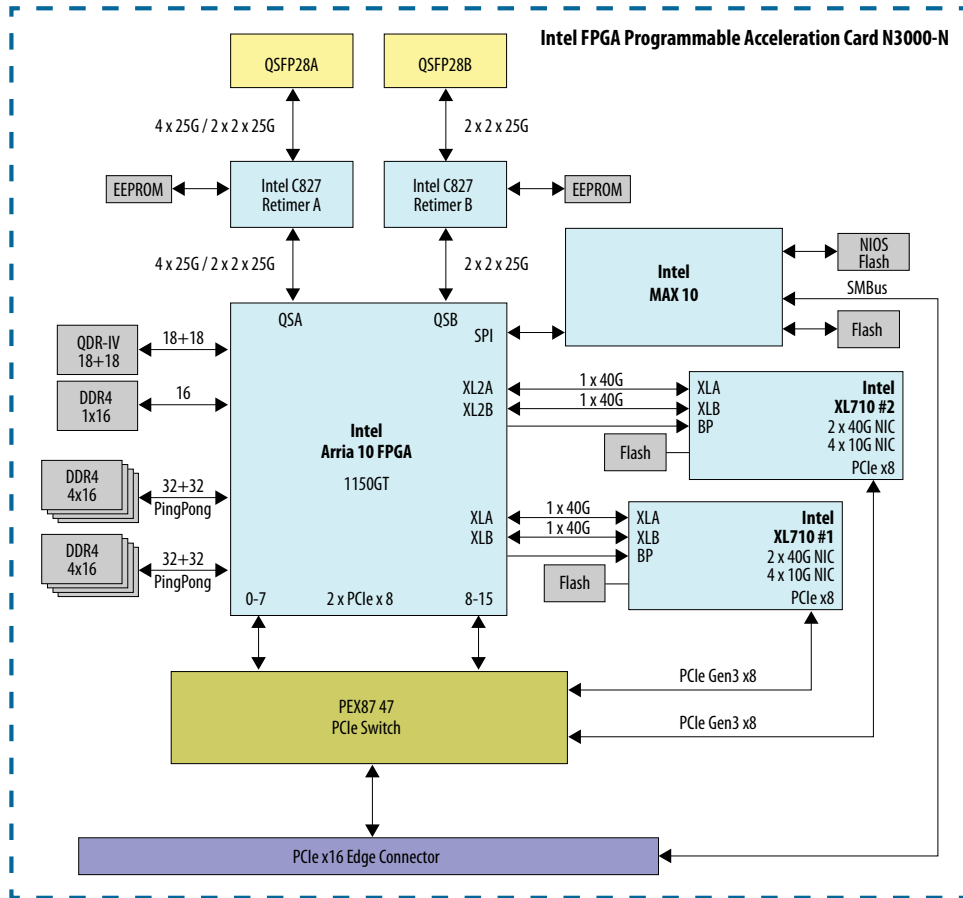 Intel FPGA Programmable Acceleration Card N3000-N
QSFP28A
QSFP28B
4 x 25G / 2 x 2 x 25G
2 x 2 x 25G
EEPROM
Intel C827
Retimer A
Intel C827
Retimer B
EEPROM
4 x 25G / 2 x 2 x 25G
2 x 2 x 25G
Intel
MAX 10
NIOS
Flash
SMBus
Flash
QSA
QSB
SPI
QDR-IV
18+18
18+18
DDR4
1x16
16
XL2A
XL2B
1 x 40G
1 x 40G
XLA
XLB
BP
Intel
XL710 #2
2 x 40G NIC
4 x 10G NIC
PCIe x8
Flash
Intel
Arria 10 FPGA
1150GT
DDR4
4x16
32+32
PingPong
DDR4
4x16
32+32
PingPong
XLA
XLB
1 x 40G
1 x 40G
XLA
XLB
BP
Intel
XL710 #1
2 x 40G NIC
4 x 10G NIC
PCIe x8
Flash
0-7
2 x PCIe x 8
8-15
PEX87 47
PCIe Switch
PCIe Gen3 x8
PCIe Gen3 x8
PCIe x16 Edge Connector